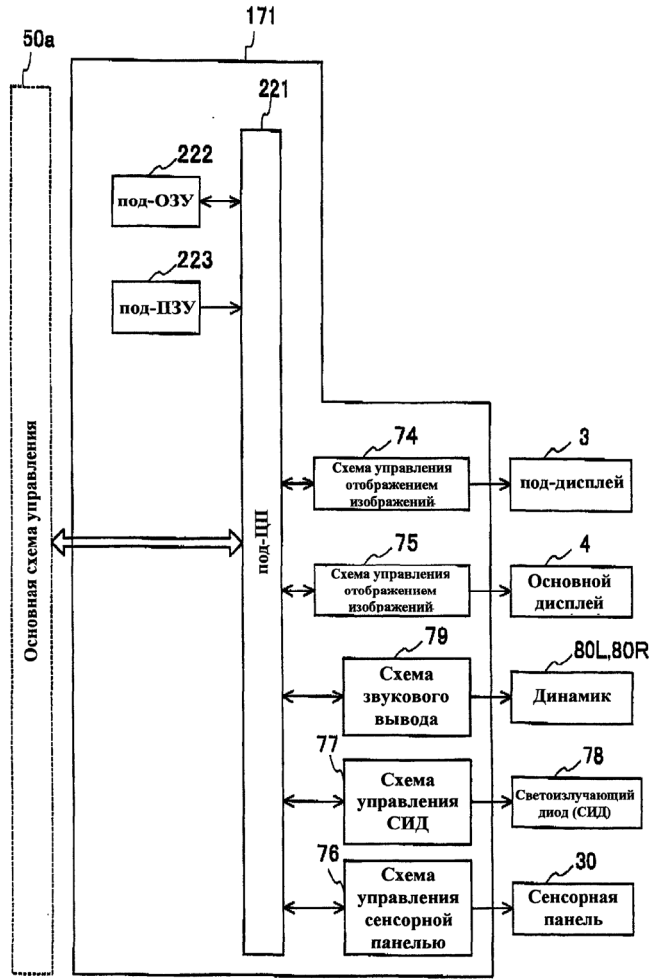 50a
171
221
222
под-ОЗУ
223
под-ПЗУ
Основная схема управления
под-ЦП
74
Схема управления
отображением
изображений
3
под-дисплей
75
Схема управления
отображением
изображений
4
Основной
дисплей
79
Схема
звукового
вывода
80L,80R
Динамик
77
Схема
управления
СИД
78
Светоизлучающий
диод (СИД)
76
Схема
управления
сенсорной
панелью
30
Сенсорная
панель